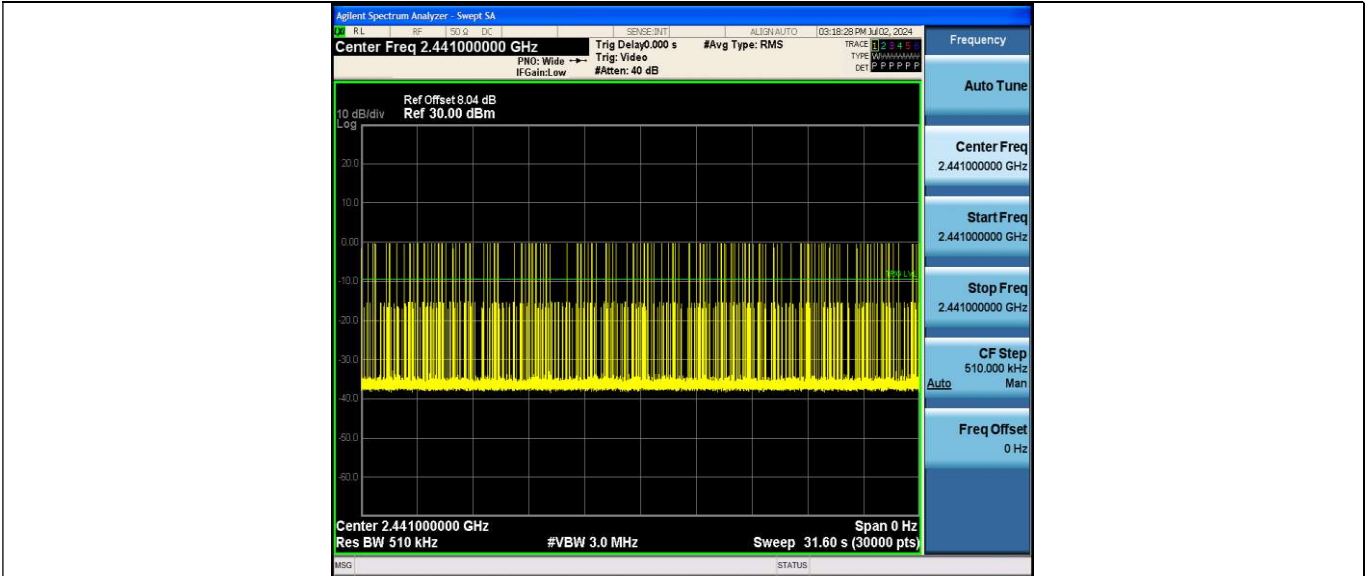 Agilent Spectrum Analyzer - Swept SA
RL RF 50 Ω DC SENSE:INT ALIGN AUTO 03:18:28 PM Jul 02, 2024
Center Freq 2.441000000 GHz
Trig Delay0.000 s #Avg Type: RMS
TRACE 1 2 3 4 5 6
PNO: Wide Trig: Video
TYPE
IFGain:Low #Atten: 40 dB
DET P P P P P P
Ref Offset 8.04 dB
10 dB/div Ref 30.00 dBm
Log
20.0
10.0
0.00
TRIG LVL
-10.0
-20.0
-30.0
-40.0
-50.0
-60.0
Center 2.441000000 GHz Span 0 Hz
Res BW 510 kHz #VBW 3.0 MHz Sweep 31.60 s (30000 pts)
MSG STATUS
Frequency
Auto Tune
Center Freq
2.441000000 GHz
Start Freq
2.441000000 GHz
Stop Freq
2.441000000 GHz
CF Step
510.000 kHz
Auto Man
Freq Offset
0 Hz